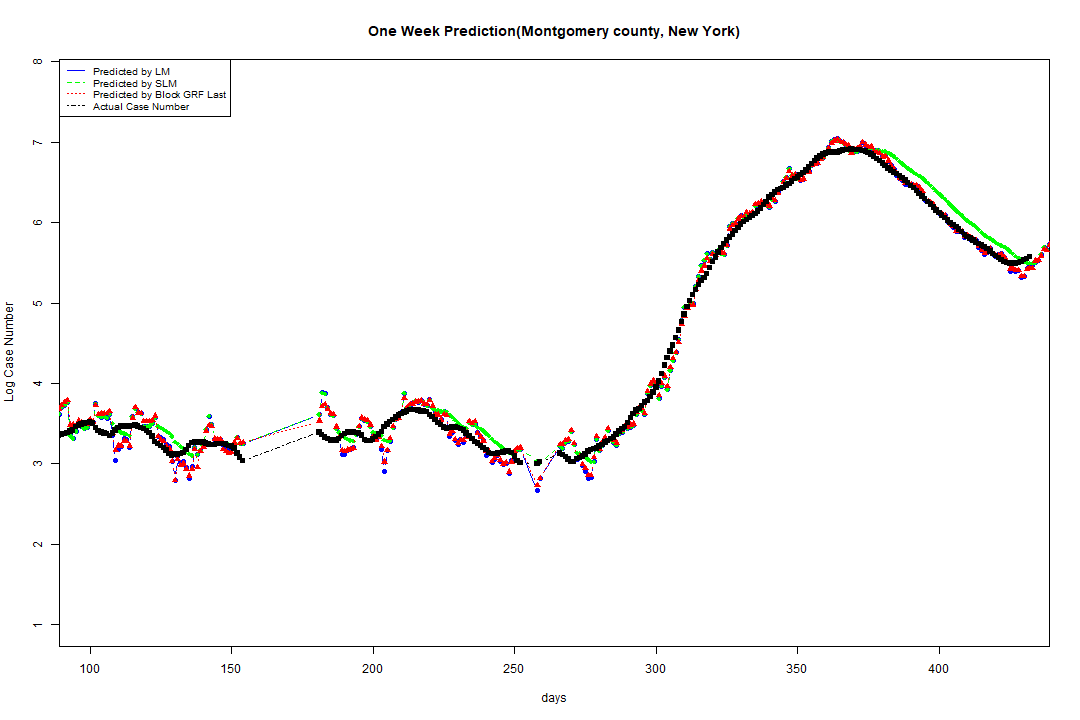 One Week Prediction(Montgomery county, New York)
Predicted by LM
Predicted by SLM
Predicted by Block GRF Last
Actual Case Number
8
7
6
5
4
3
2
1
Log Case Number
100 150 200 250 300 350 400
days